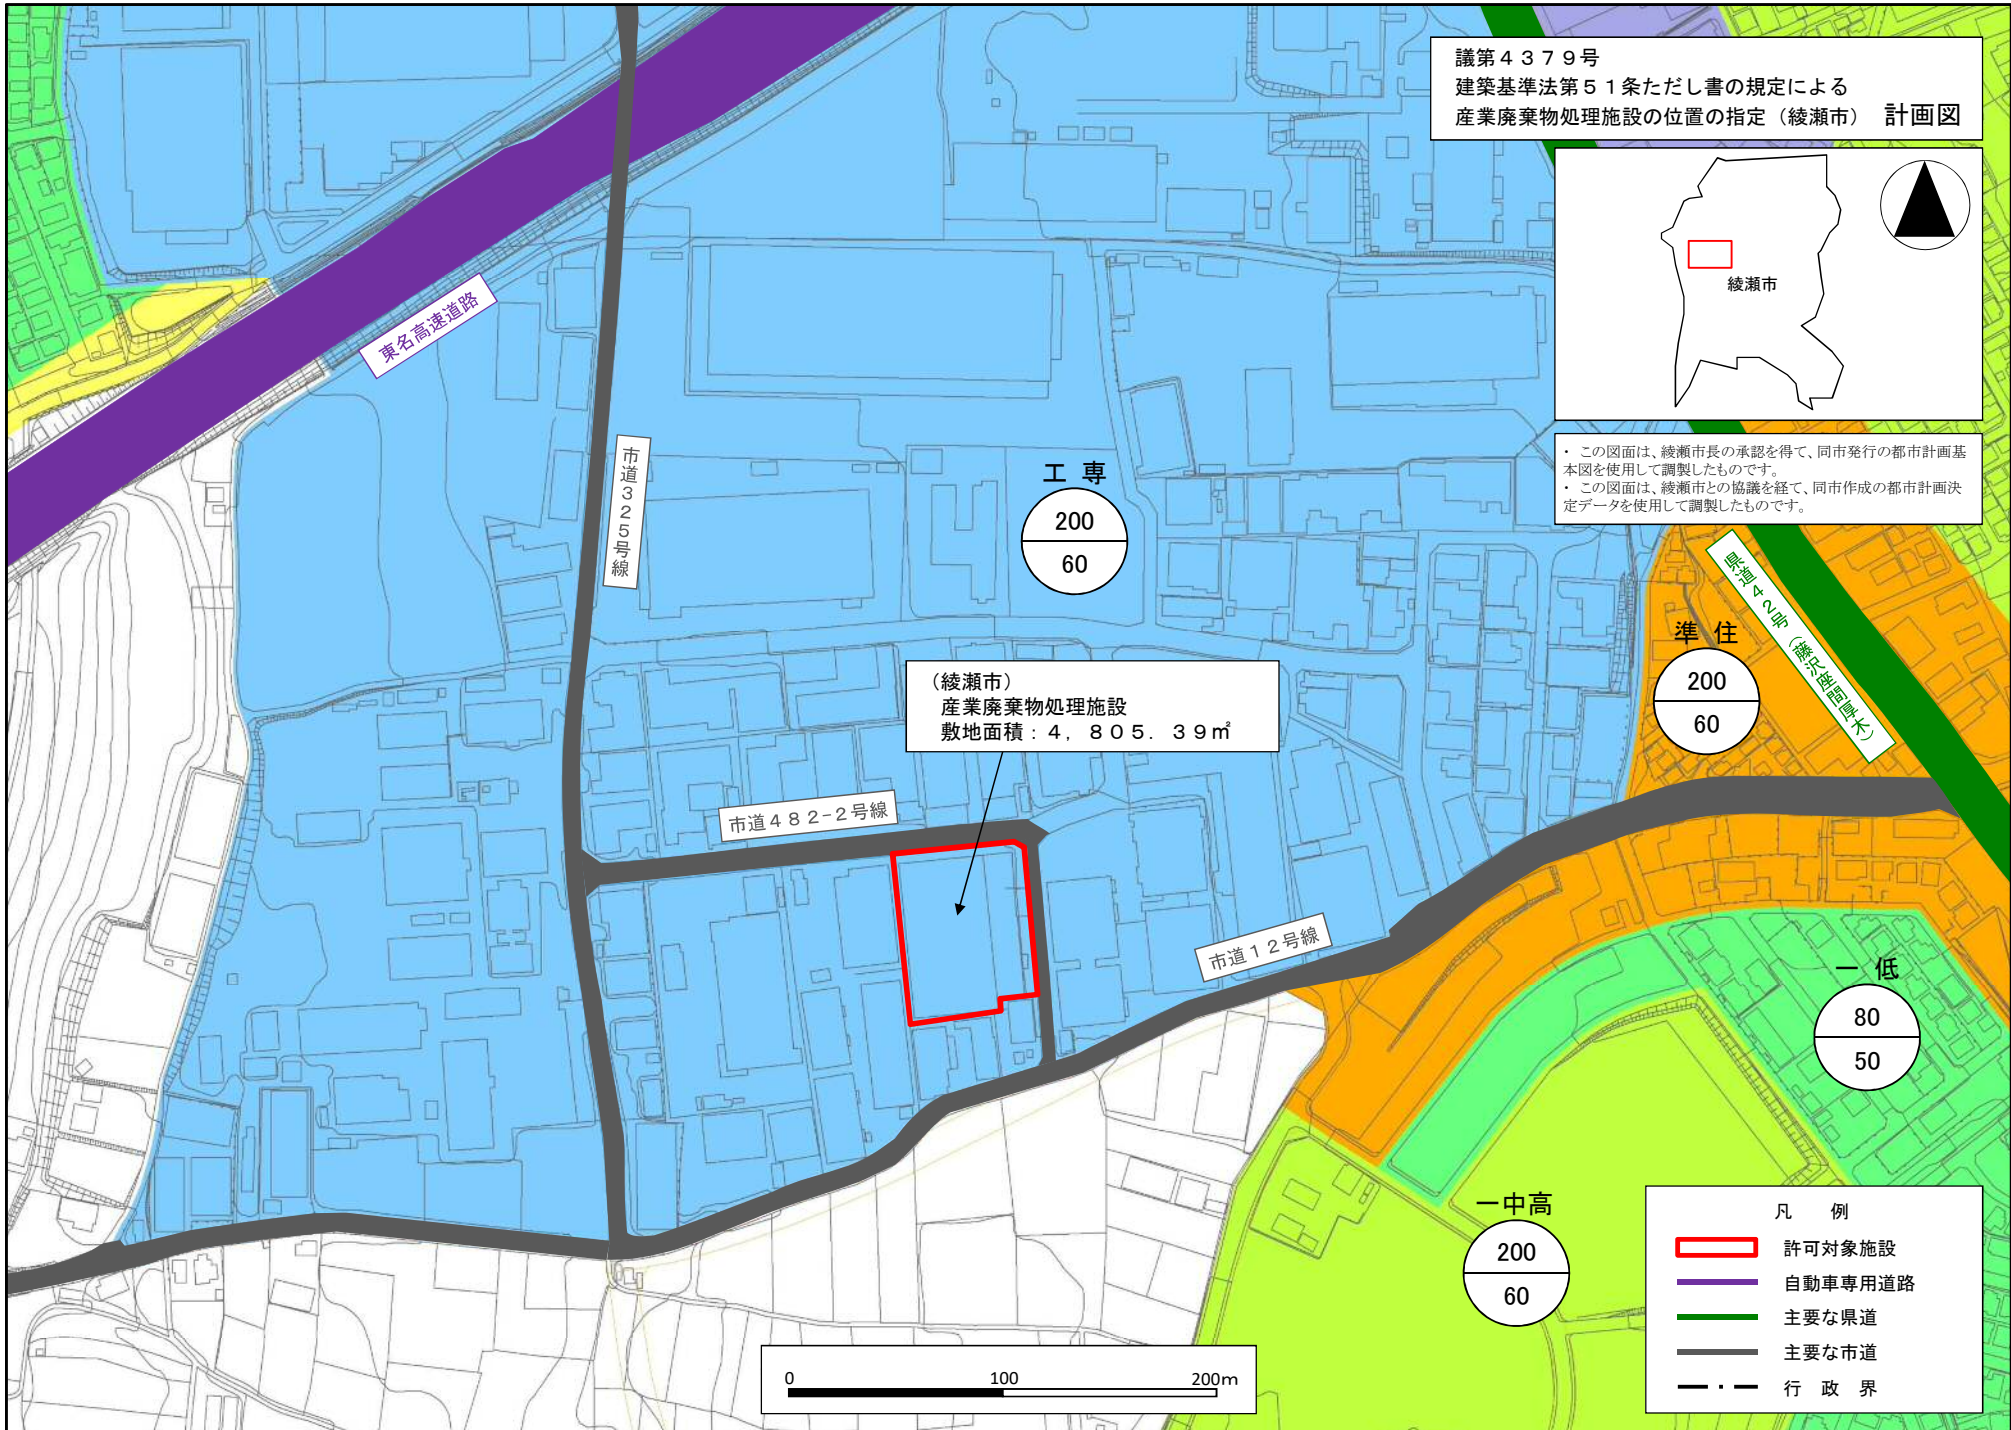 議第４３７９号
建築基準法第５１条ただし書の規定による
産業廃棄物処理施設の位置の指定（綾瀬市）　計画図
綾瀬市
・ この図面は、綾瀬市長の承認を得て、同市発行の都市計画基
本図を使用して調製したものです。
・ この図面は、綾瀬市との協議を経て、同市作成の都市計画決
定データを使用して調製したものです。
東名高速道路
市道３２５号線
工 専
200
60
県道４２号（藤沢座間厚木）
準 住
200
60
（綾瀬市）
産業廃棄物処理施設
敷地面積：４，８０５．３９㎡
市道４８２−２号線
市道１２号線
一 低
80
50
一中高
200
60
凡　例
許可対象施設
自動車専用道路
主要な県道
主要な市道
行　政　界
0 100 200m